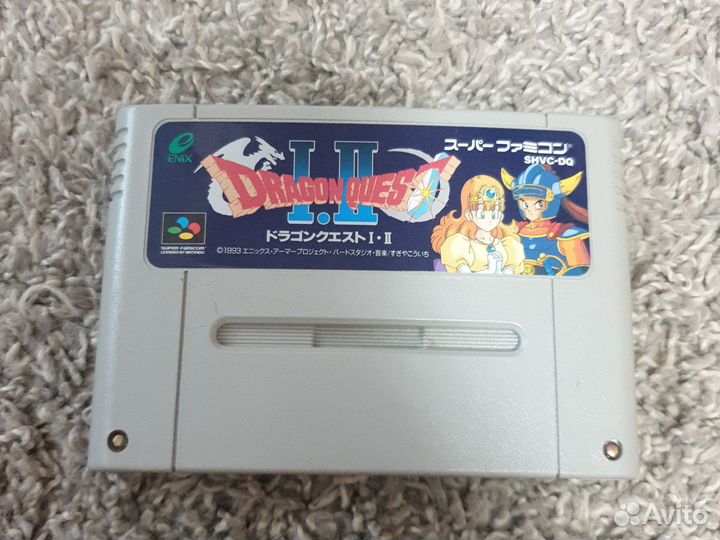 ENIX
DRAGON QUEST
I.II
ドラゴンクエスト I・II
©1993 エニックス・アーマープロジェクト・バードスタジオ・音楽/すぎやこういち
スーパーファミコン
SHVC-DQ
SUPER FAMICOM
LICENSED BY NINTENDO
Avito